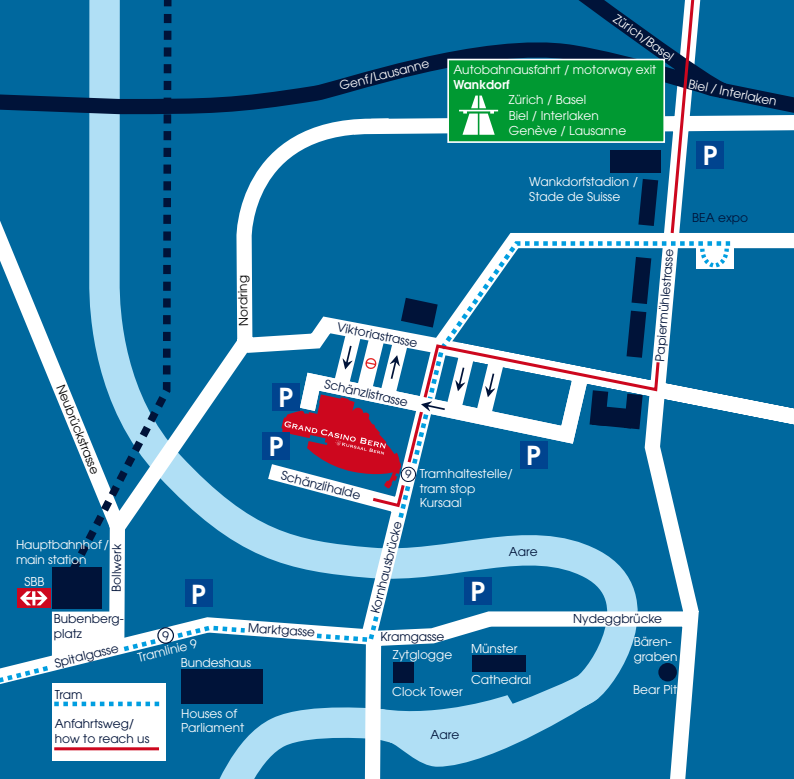 Zürich/Basel
Genf/Lausanne
Autobahnausfahrt / motorway exit
Wankdorf
Zürich / Basel
Biel / Interlaken
Genève / Lausanne
Biel / Interlaken
P
Wankdorfstadion /
Stade de Suisse
BEA expo
Nordring
Papiermühlestrasse
Viktoriastrasse
Schänzlistrasse
P
Grand Casino Bern
Kursaal Bern
P
P
Neubrückstrasse
Schänzlihalde
9
Tramhaltestelle/
tram stop
Kursaal
Kornhausbrücke
Aare
Hauptbahnhof/
main station
SBB
Bollwerk
P
P
Bubenberg-
platz
Spitalgasse
9
Tramlinie 9
Marktgasse
Kramgasse
Nydeggbrücke
Zytglogge
Clock Tower
Münster
Cathedral
Bären-
graben
Bear Pit
Bundeshaus
Houses of
Parliament
Aare
Tram
Anfahrtsweg/
how to reach us